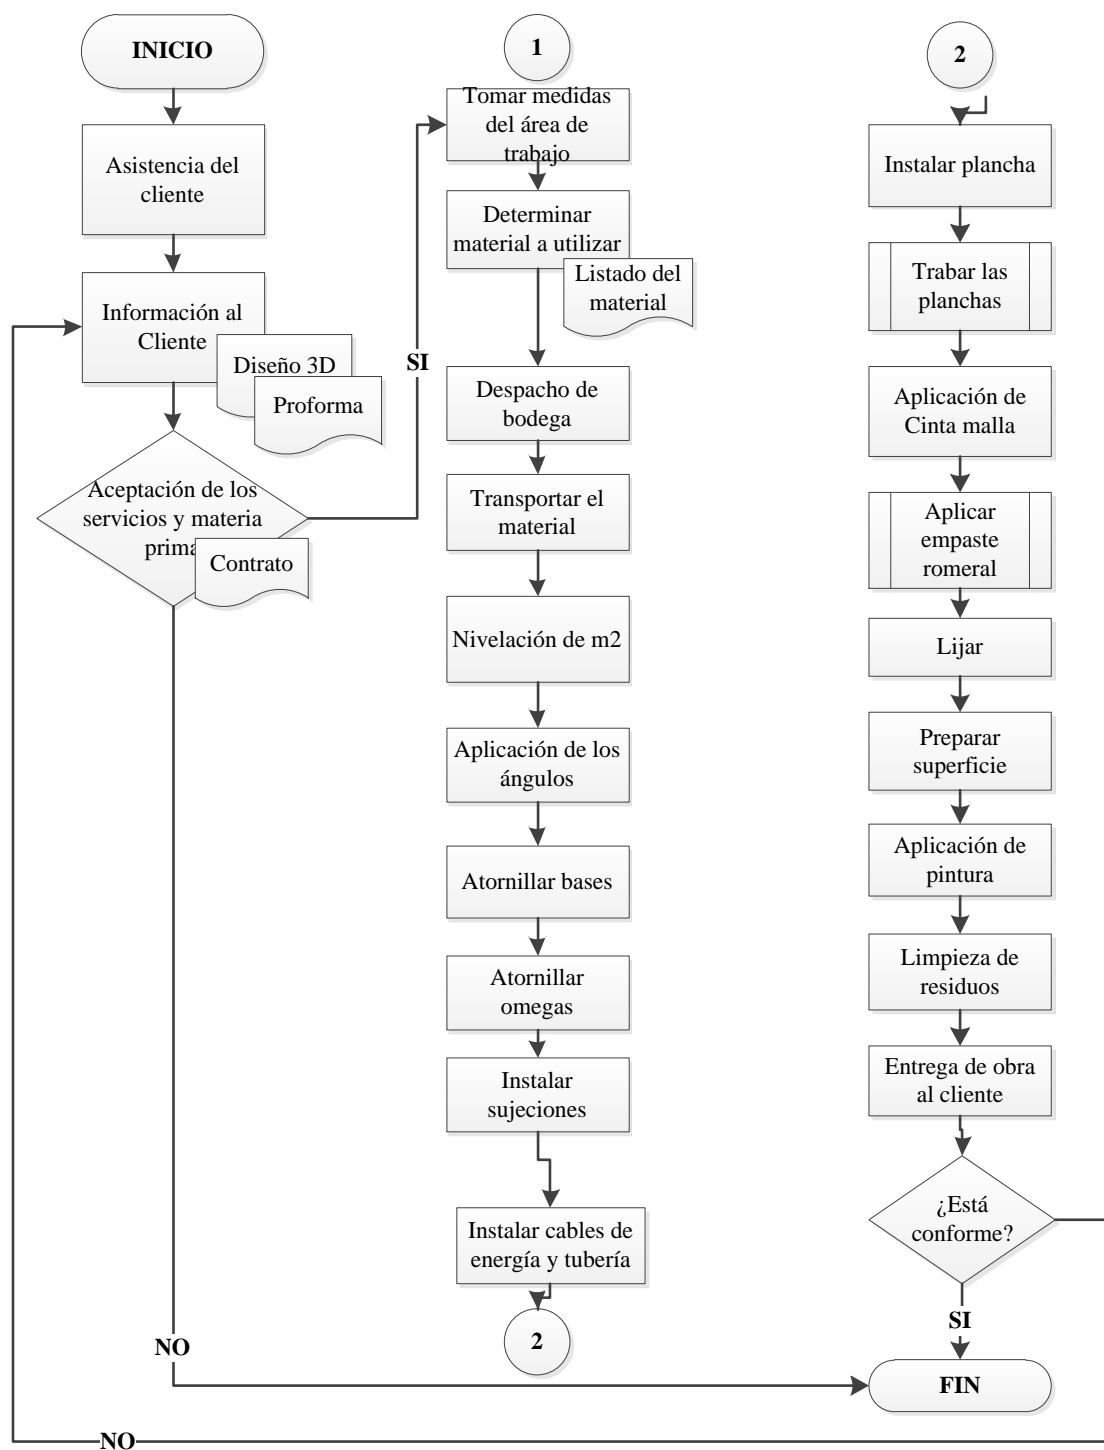 INICIO
Asistencia del
cliente
Información al
Cliente
Diseño 3D
Proforma
Aceptación de los
servicios y materia
prima
Contrato
NO
SI
1
Tomar medidas
del área de
trabajo
Determinar
material a utilizar
Listado del
material
Despacho de
bodega
Transportar el
material
Nivelación de m2
Aplicación de los
ángulos
Atornillar bases
Atornillar
omegas
Instalar
sujeciones
Instalar cables de
energía y tubería
2
2
Instalar plancha
Trabar las
planchas
Aplicación de
Cinta malla
Aplicar
empaste
romeral
Lijar
Preparar
superficie
Aplicación de
pintura
Limpieza de
residuos
Entrega de obra
al cliente
¿Está
conforme?
SI
FIN
NO